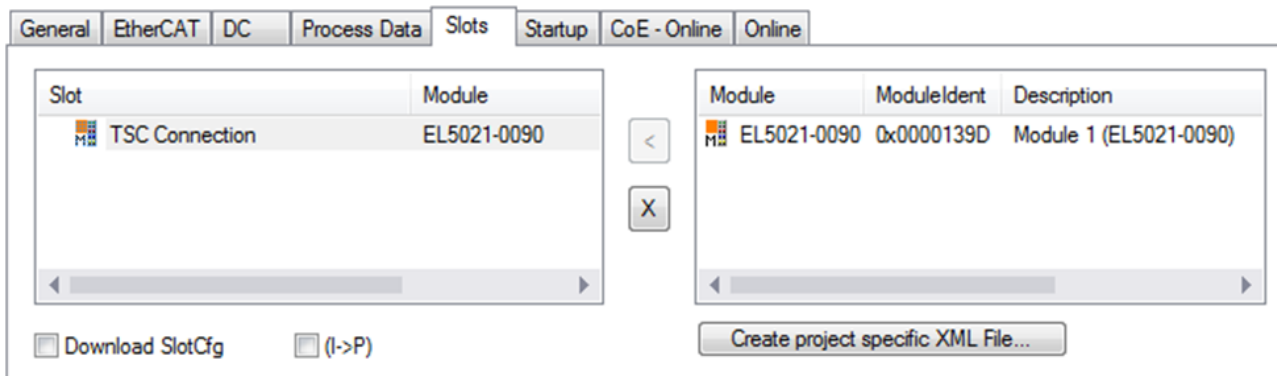 General EtherCAT DC Process Data Slots Startup CoE - Online Online
Slot Module
TSC Connection EL5021-0090
<
X
Module ModuleIdent Description
EL5021-0090 0x0000139D Module 1 (EL5021-0090)
Download SlotCfg (I->P)
Create project specific XML File...